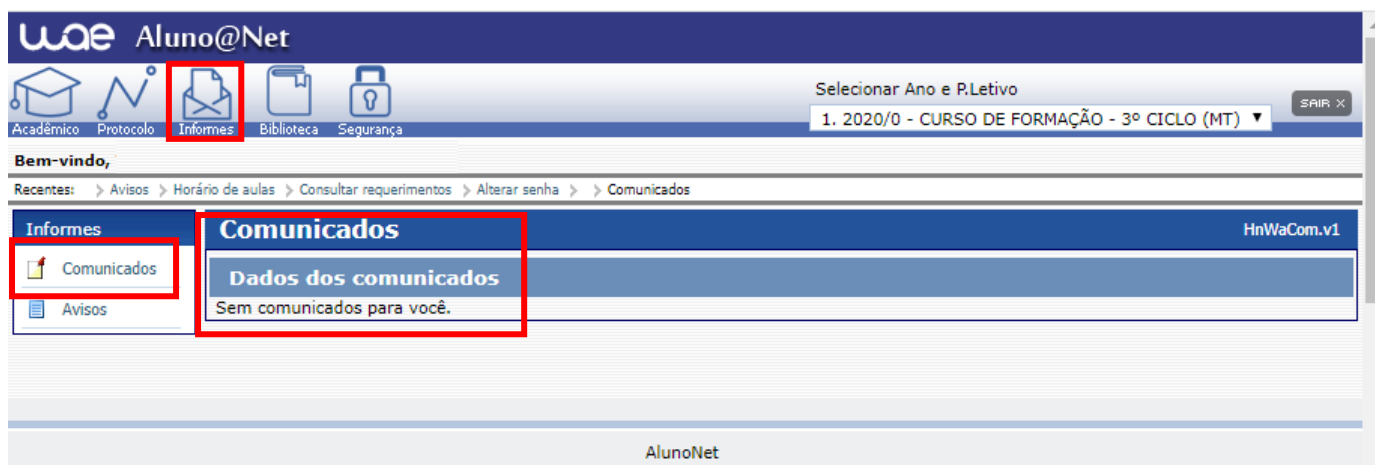 wae Aluno@Net
Selecionar Ano e P.Letivo
SAIR X
1. 2020/0 - CURSO DE FORMAÇÃO - 3º CICLO (MT)
Acadêmico Protocolo Informes Biblioteca Segurança
Bem-vindo,
Recentes: > Avisos > Horário de aulas > Consultar requerimentos > Alterar senha > > Comunicados
Informes
Comunicados
Avisos
Comunicados HnWaCom.v1
Dados dos comunicados
Sem comunicados para você.
AlunoNet